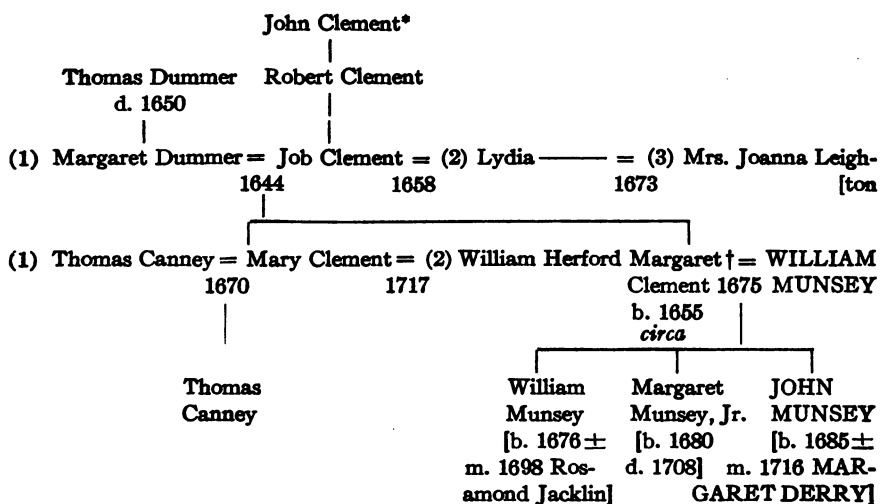 John Clement*
Thomas Dummer Robert Clement
d. 1650
(1) Margaret Dummer = Job Clement = (2) Lydia ——— = (3) Mrs. Joanna Leigh-
1644 1658 1673 [ton
(1) Thomas Canney = Mary Clement = (2) William Herford Margaret † = WILLIAM
1670 1717 Clement 1675 MUNSEY
b. 1655
circa
Thomas William Margaret JOHN
Canney Munsey Munsey, Jr. MUNSEY
[b. 1676± [b. 1680 [b. 1685±
m. 1698 Ros- d. 1708] m. 1716 MAR-
amond Jacklin] GARET DERRY]